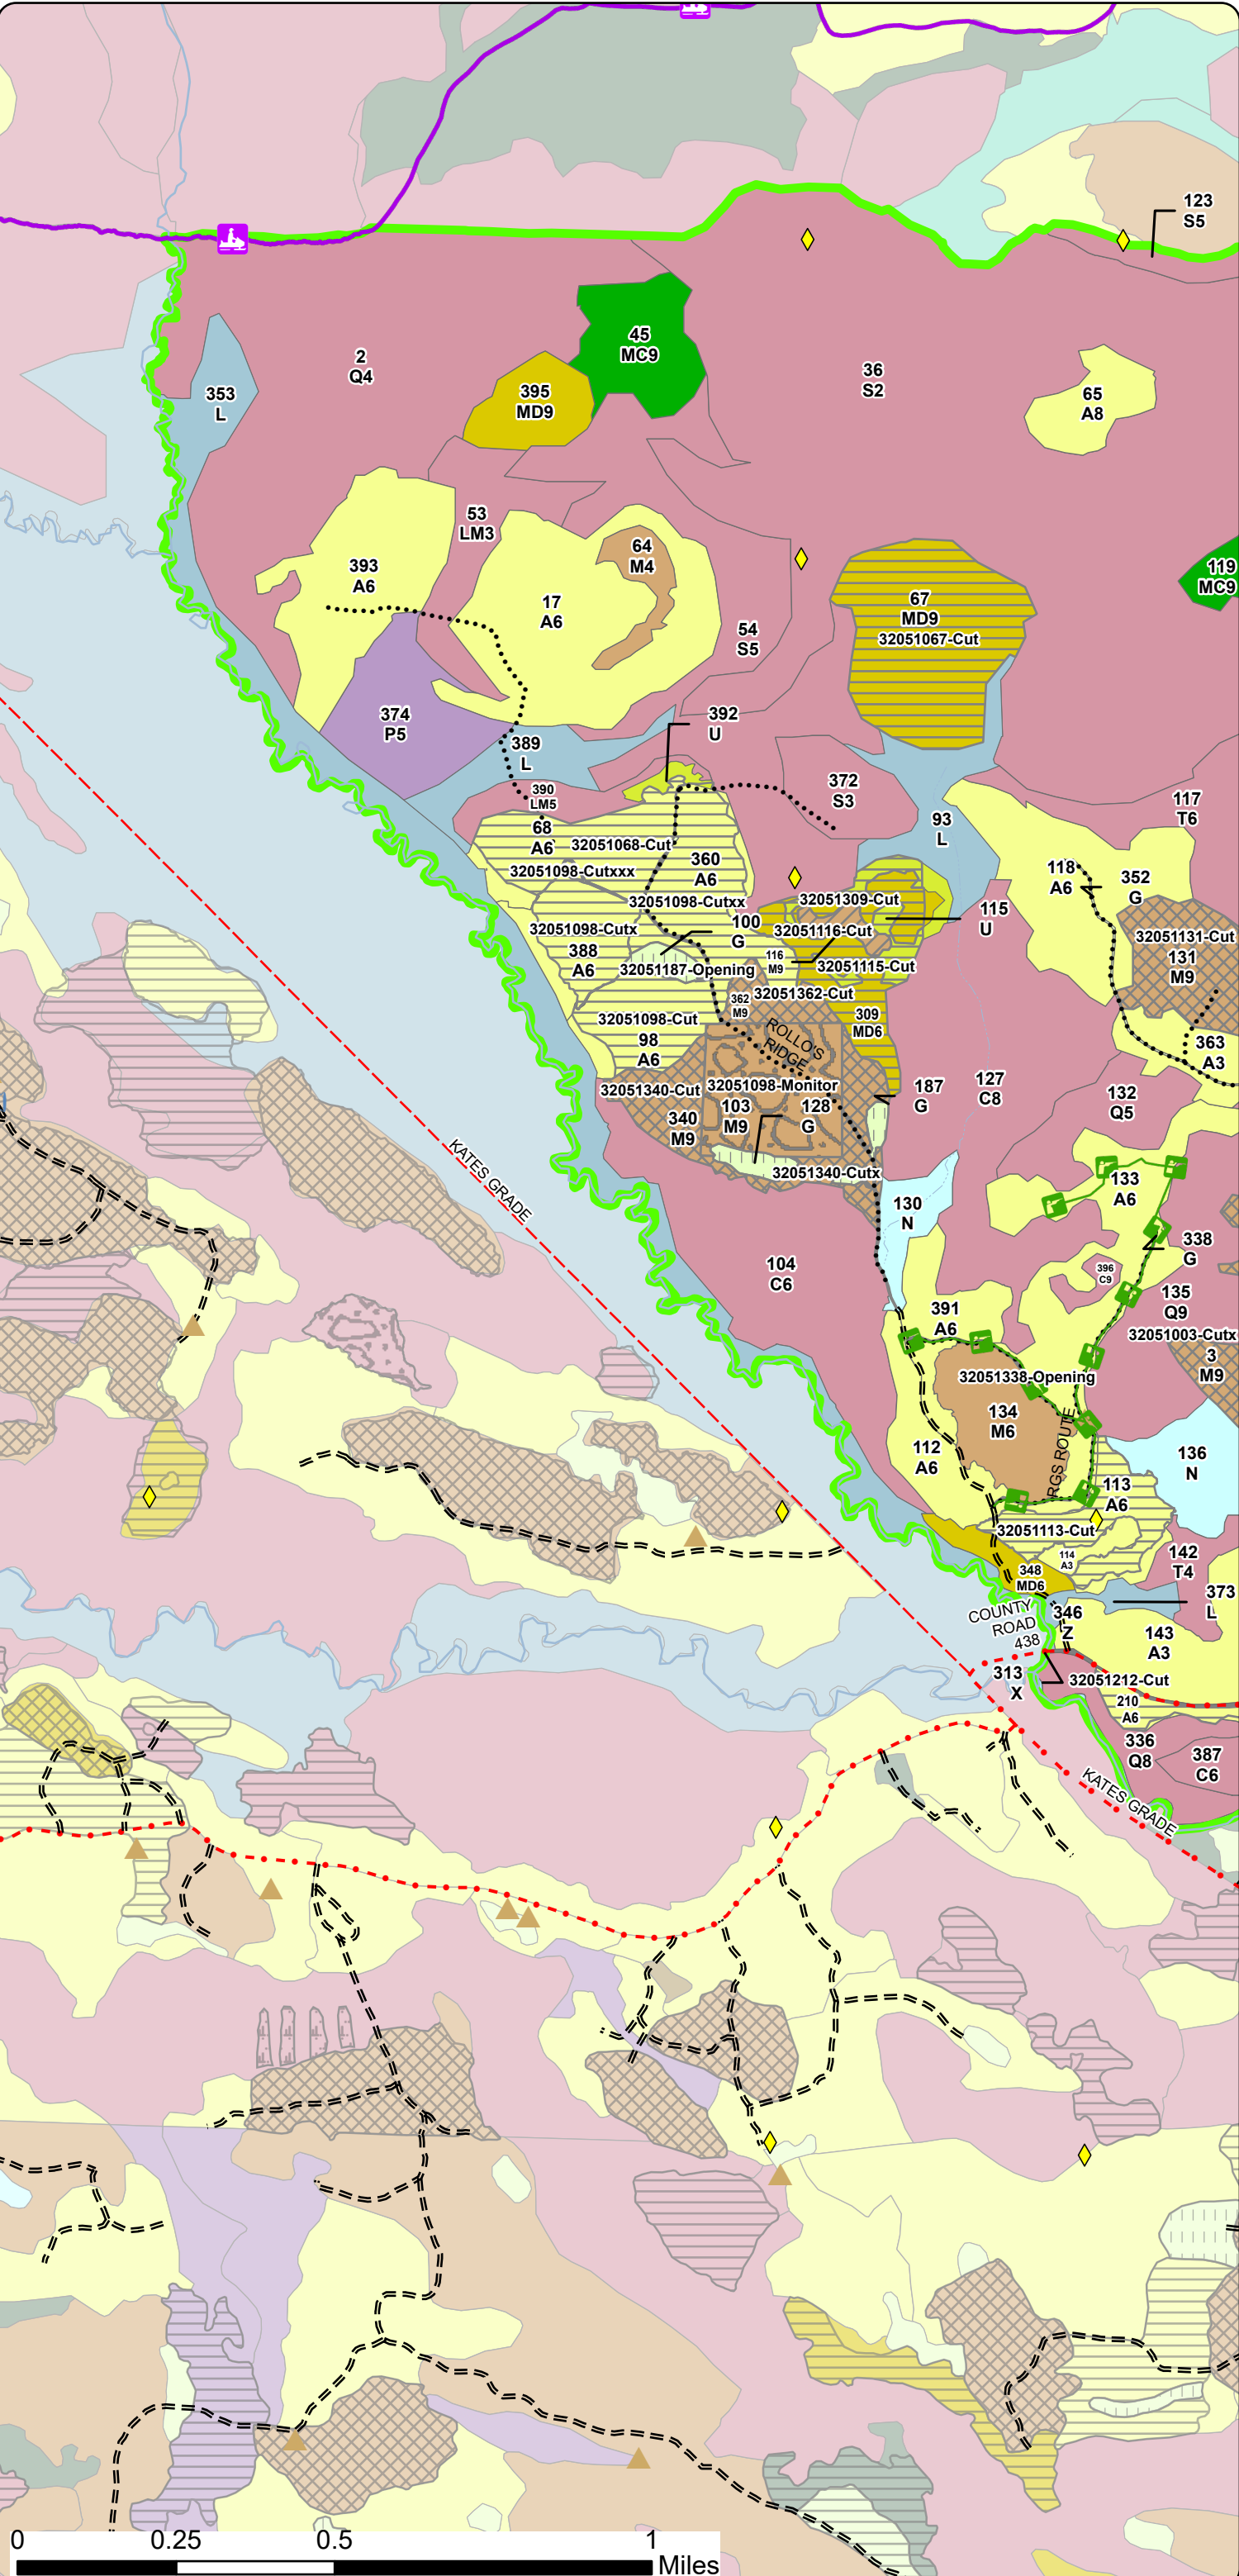 123
S5
45
MC9
2
Q4
36
S2
353
L
395
MD9
65
A8
53
LM3
64
M4
119
MC9
393
A6
17
A6
67
MD9
32051067-Cut
54
S5
374
P5
392
U
389
L
372
S3
390
LM5
117
T6
93
L
68
A6
32051068-Cut
360
A6
32051098-Cutxxx
118
A6
352
G
32051098-Cutxx
32051309-Cut
115
U
100
G
32051098-Cutx
32051116-Cut
32051131-Cut
131
M9
388
A6
32051187-Opening
116
M9
32051115-Cut
362
M9
32051362-Cut
309
MD6
32051098-Cut
98
A6
ROLLO'S
RIDGE
363
A3
32051340-Cut
32051098-Monitor
187
G
127
C8
132
Q5
340
M9
103
M9
128
G
KATES GRADE
32051340-Cutx
133
A6
130
N
104
C6
338
G
396
C9
135
Q9
391
A6
32051003-Cutx
3
M9
32051338-Opening
134
M6
RGS ROUTE
112
A6
136
N
113
A6
32051113-Cut
114
A3
142
T4
348
MD6
373
L
COUNTY
ROAD
438
346
Z
143
A3
313
X
32051212-Cut
210
A6
336
Q8
387
C6
KATES GRADE
0 0.25 0.5 1
Miles